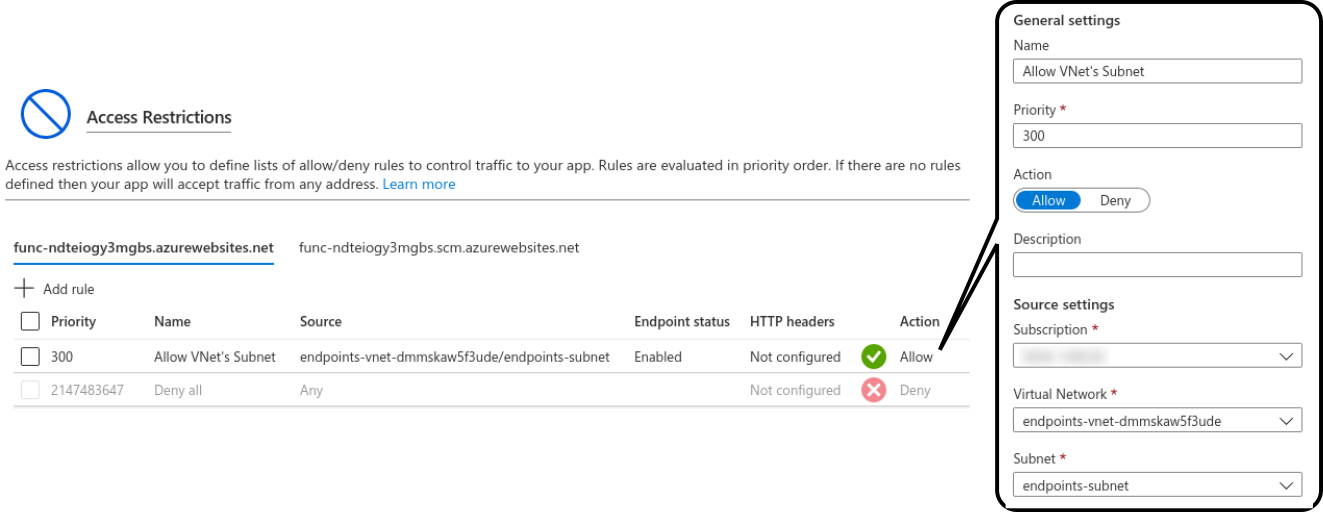 Access Restrictions
Access restrictions allow you to define lists of allow/deny rules to control traffic to your app. Rules are evaluated in priority order. If there are no rules
defined then your app will accept traffic from any address. Learn more
func-ndteiogy3mgbs.azurewebsites.net func-ndteiogy3mgbs.scm.azurewebsites.net
Add rule
Priority Name Source Endpoint status HTTP headers Action
300 Allow VNet's Subnet endpoints-vnet-dmmskaw5f3ude/endpoints-subnet Enabled Not configured Allow
2147483647 Deny all Any Not configured Deny
General settings
Name
Allow VNet's Subnet
Priority *
300
Action
Allow Deny
Description
Source settings
Subscription *
Virtual Network *
endpoints-vnet-dmmskaw5f3ude
Subnet *
endpoints-subnet